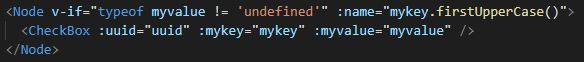 <Node v-if="typeof myvalue != 'undefined'" :name="mykey.firstUpperCase()">
<CheckBox :uuid="uuid" :mykey="mykey" :myvalue="myvalue" />
</Node>